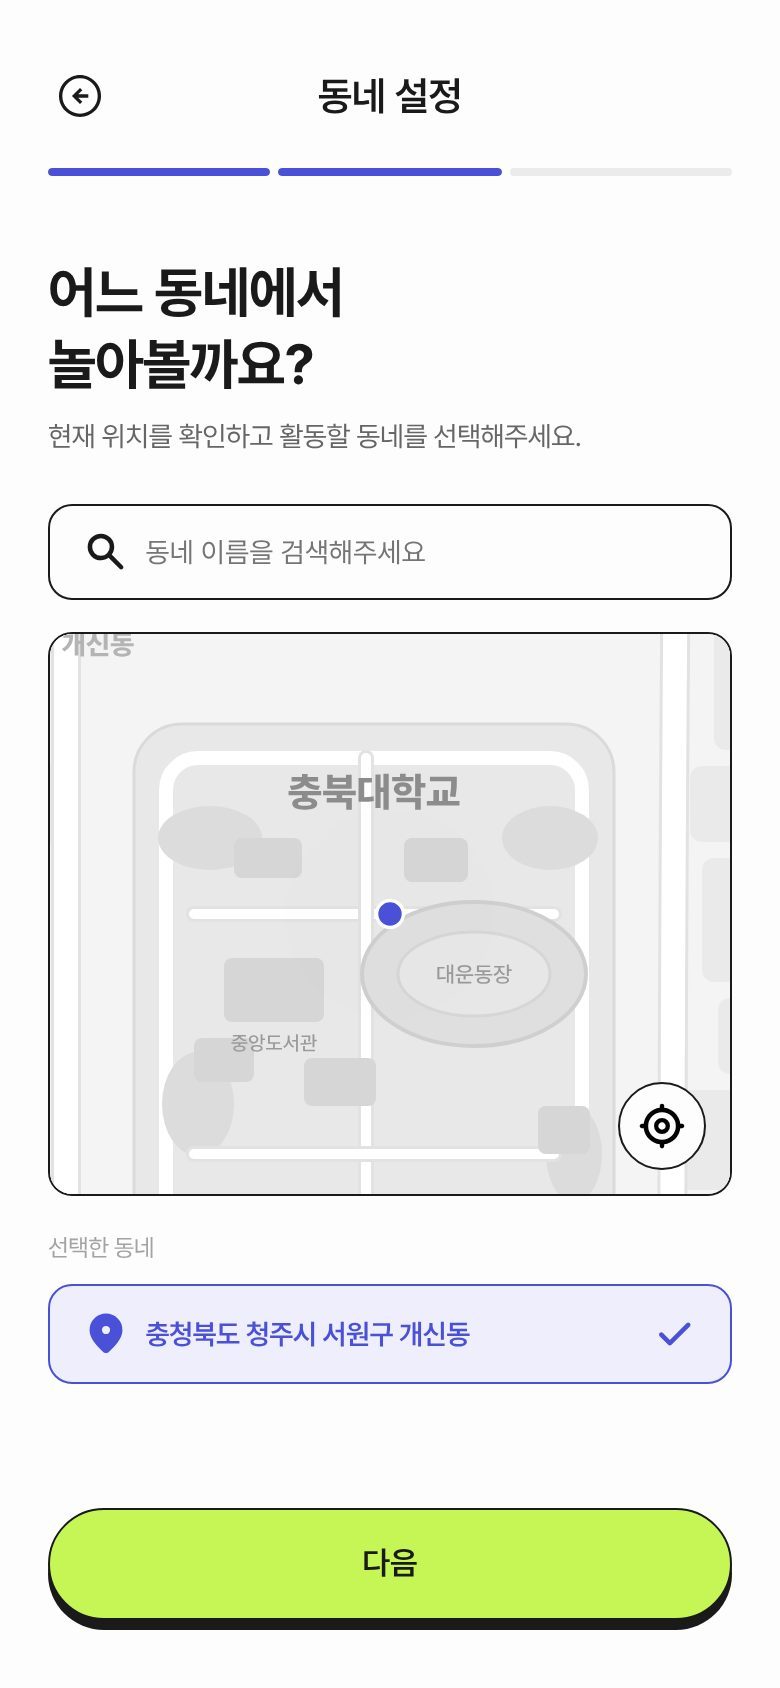 동네 설정
어느 동네에서
놀아볼까요?
현재 위치를 확인하고 활동할 동네를 선택해주세요.
동네 이름을 검색해주세요
개신동
충북대학교
대운동장
중앙도서관
선택한 동네
충청북도 청주시 서원구 개신동
다음